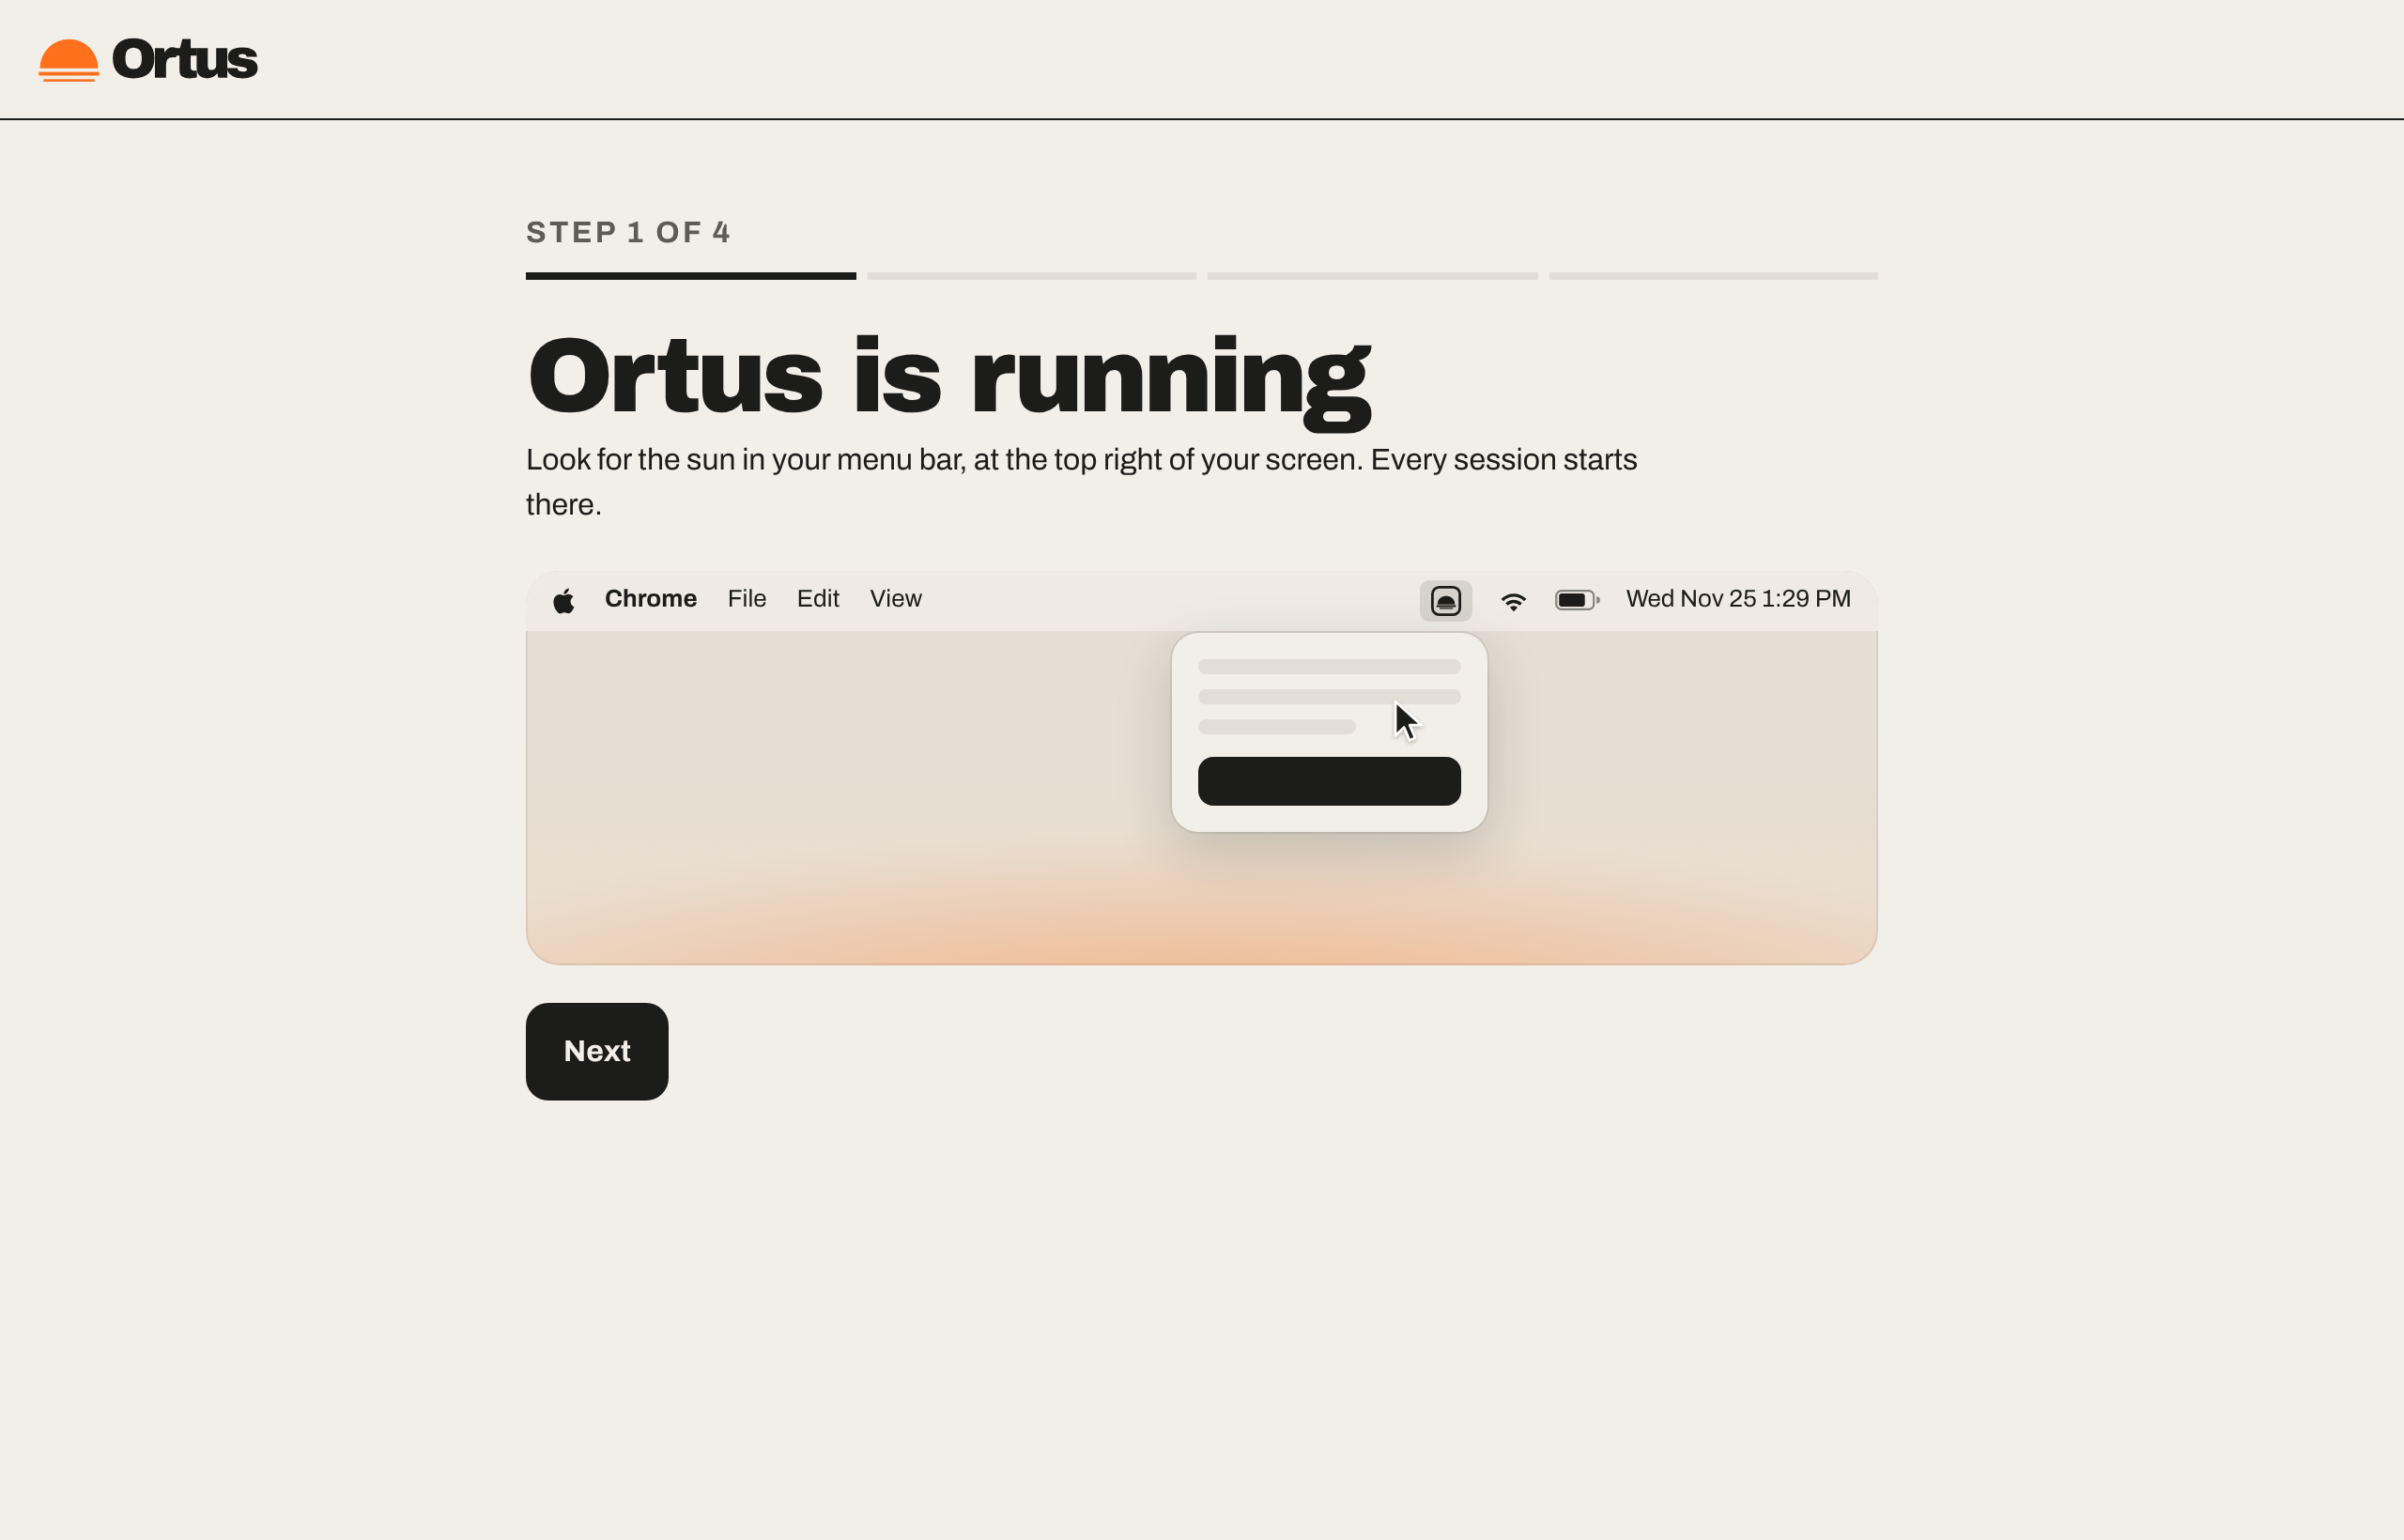 Ortus
STEP 1 OF 4
Ortus is running
Look for the sun in your menu bar, at the top right of your screen. Every session starts
there.
Chrome File Edit View Wed Nov 25 1:29 PM
Next